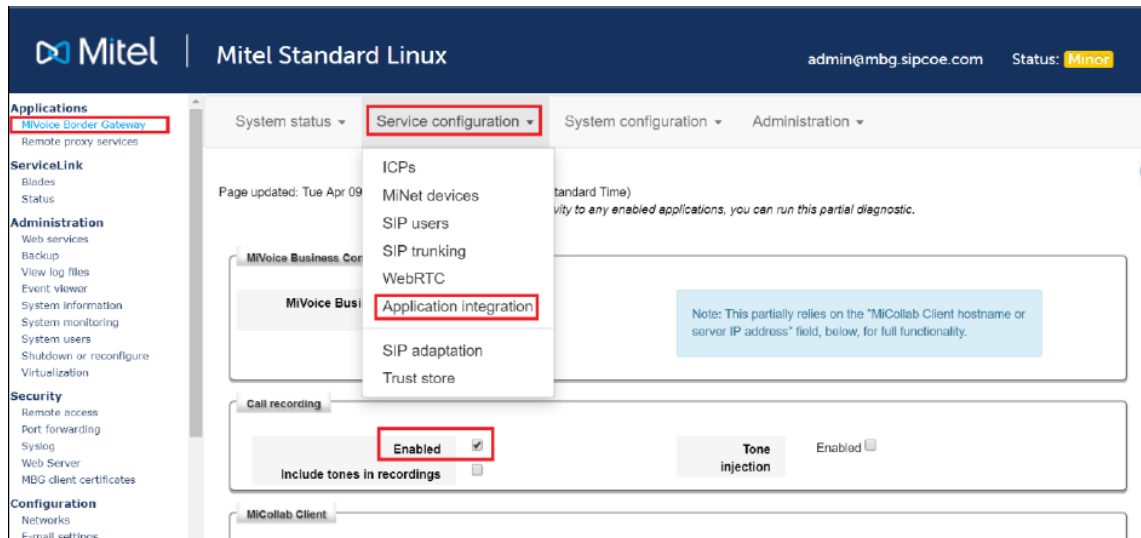 Mitel
Mitel Standard Linux
admin@mbg.sipcoe.com Status: Minor
Applications
MiVoice Border Gateway
Remote proxy services
ServiceLink
Blades
Status
Administration
Web services
Backup
View log files
Event viewer
System information
System monitoring
System users
Shutdown or reconfigure
Virtualization
Security
Remote access
Port forwarding
Syslog
Web Server
MBG client certificates
Configuration
Networks
E-mail settings
System status Service configuration System configuration Administration
ICPs
MiNet devices
SIP users
SIP trunking
WebRTC
Application integration
SIP adaptation
Trust store
Page updated: Tue Apr 09 tandard Time)
vity to any enabled applications, you can run this partial diagnostic.
MiVoice Business Con
MiVoice Busi
Note: This partially relies on the "MiCollab Client hostname or
server IP address" field, below, for full functionality.
Call recording
Enabled
Include tones in recordings
Tone
injection
Enabled
MiCollab Client